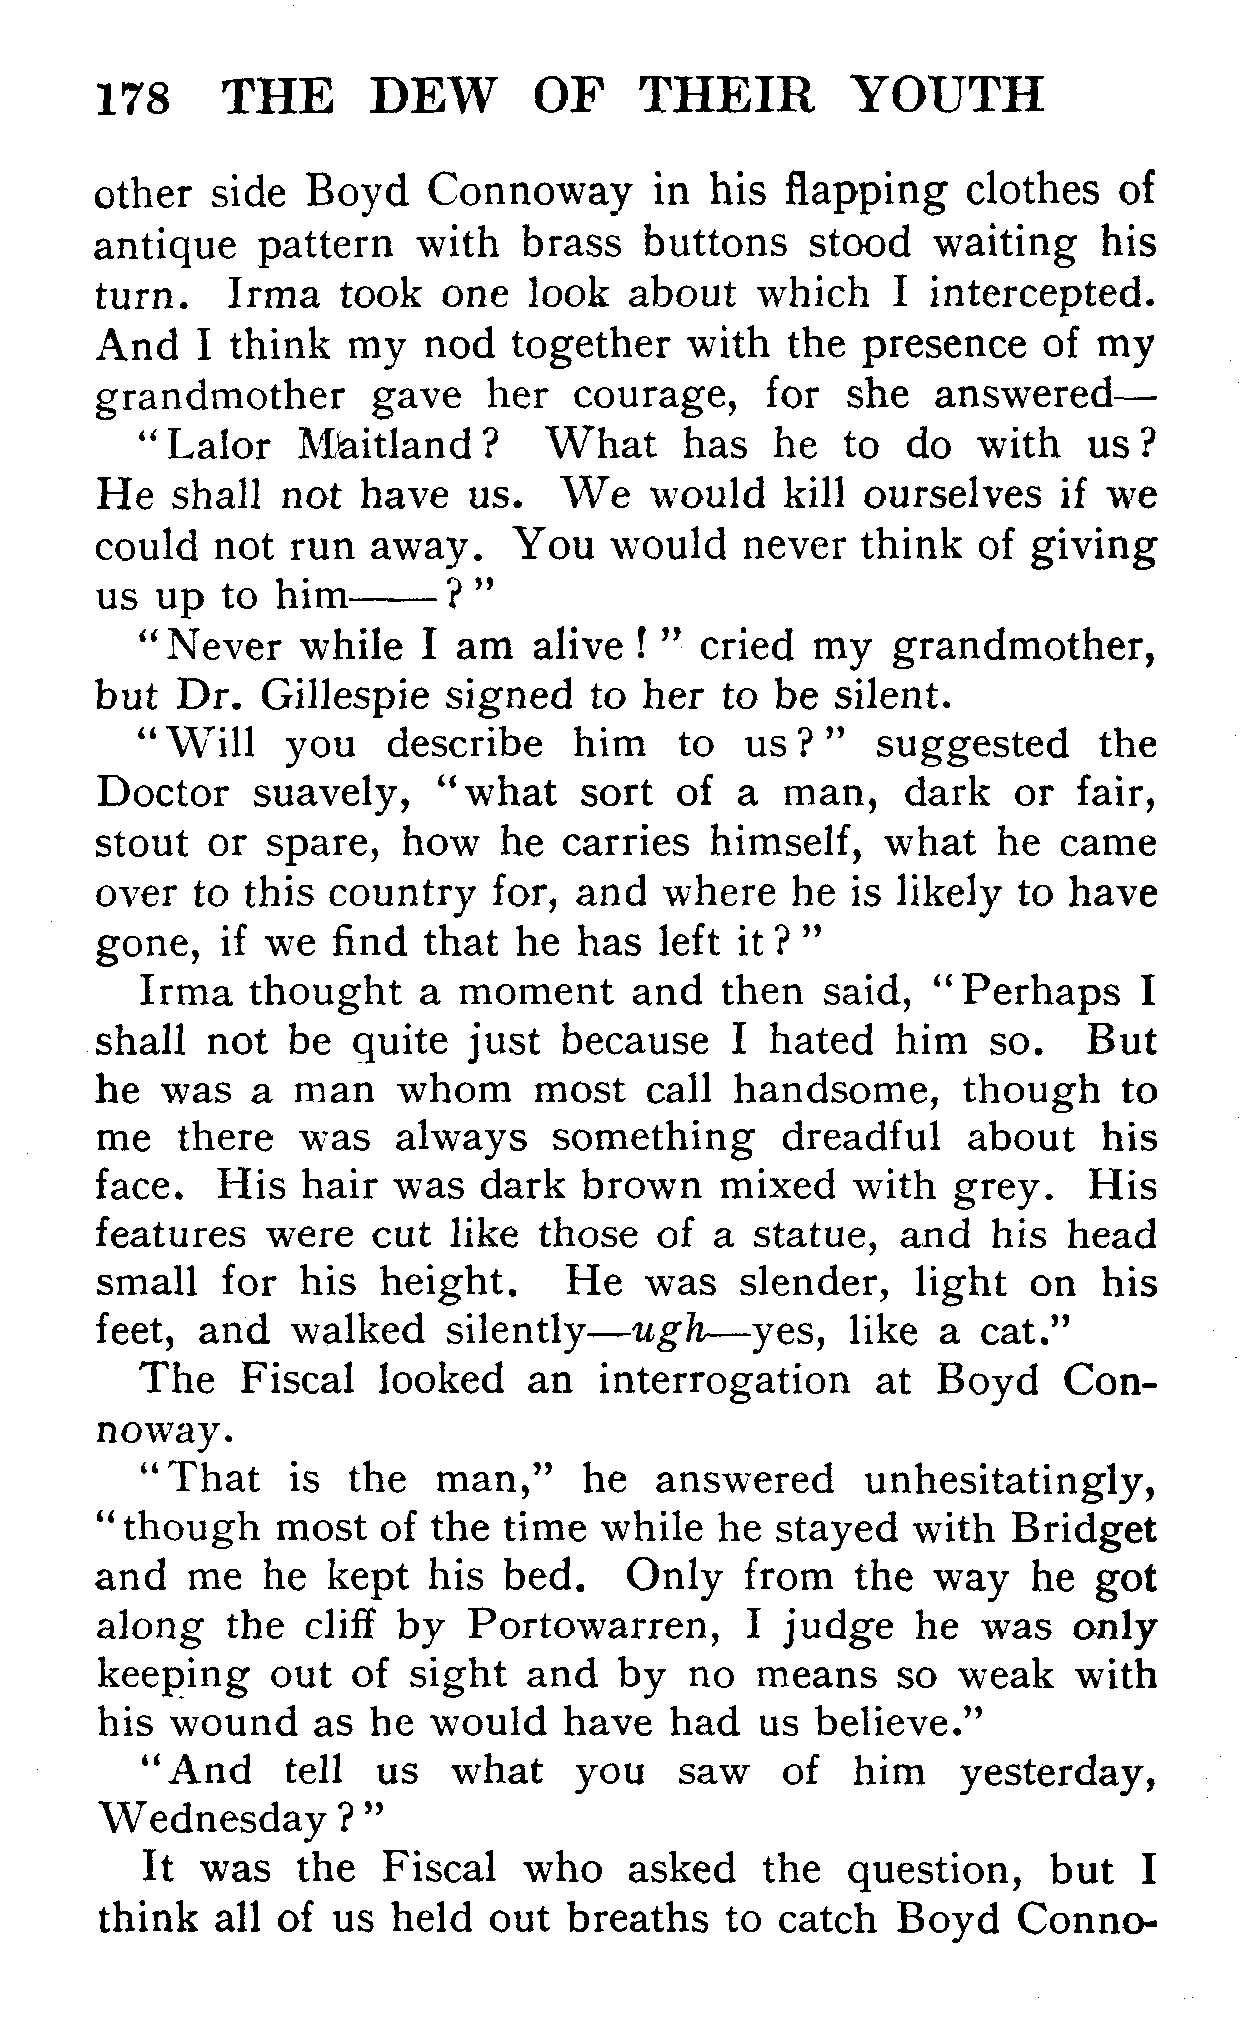 178 THE DEW OF THEIR YOUTH
other side Boyd Connoway in his flapping clothes of
antique pattern with brass buttons stood waiting his
turn. Irma took one look about which I intercepted.
And I think my nod together with the presence of my
grandmother gave her courage, for she answered—
“Lalor Maitland? What has he to do with us?
He shall not have us. We would kill ourselves if we
could not run away. You would never think of giving
us up to him——?”
“Never while I am alive!” cried my grandmother,
but Dr. Gillespie signed to her to be silent.
“Will you describe him to us?” suggested the
Doctor suavely, “what sort of a man, dark or fair,
stout or spare, how he carries himself, what he came
over to this country for, and where he is likely to have
gone, if we find that he has left it?”
Irma thought a moment and then said, “Perhaps I
shall not be quite just because I hated him so. But
he was a man whom most call handsome, though to
me there was always something dreadful about his
face. His hair was dark brown mixed with grey. His
features were cut like those of a statue, and his head
small for his height. He was slender, light on his
feet, and walked silently—ugh—yes, like a cat.”
The Fiscal looked an interrogation at Boyd Con-
noway.
“That is the man,” he answered unhesitatingly,
“though most of the time while he stayed with Bridget
and me he kept his bed. Only from the way he got
along the cliff by Portowarren, I judge he was only
keeping out of sight and by no means so weak with
his wound as he would have had us believe.”
“And tell us what you saw of him yesterday,
Wednesday?”
It was the Fiscal who asked the question, but I
think all of us held out breaths to catch Boyd Conno-